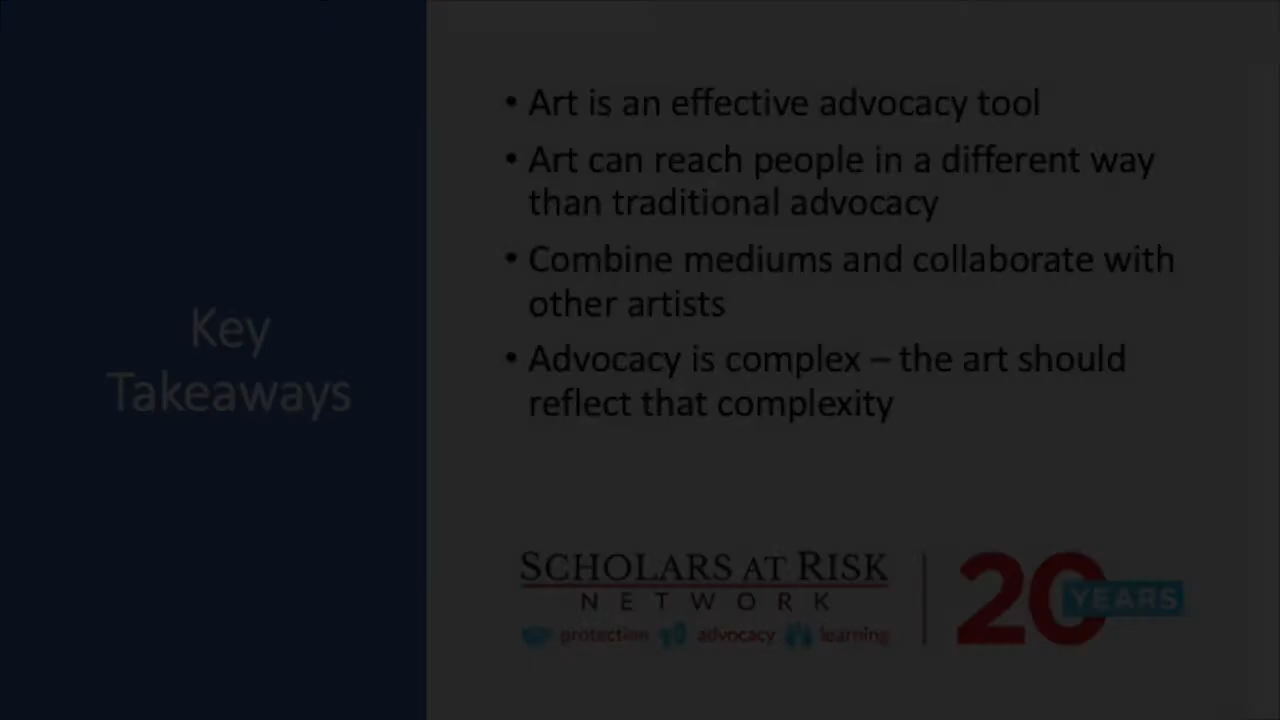 Key
Takeaways
• Art is an effective advocacy tool
• Art can reach people in a different way
than traditional advocacy
• Combine mediums and collaborate with
other artists
• Advocacy is complex – the art should
reflect that complexity
SCHOLARS AT RISK
NETWORK
protection advocacy learning
20 YEARS